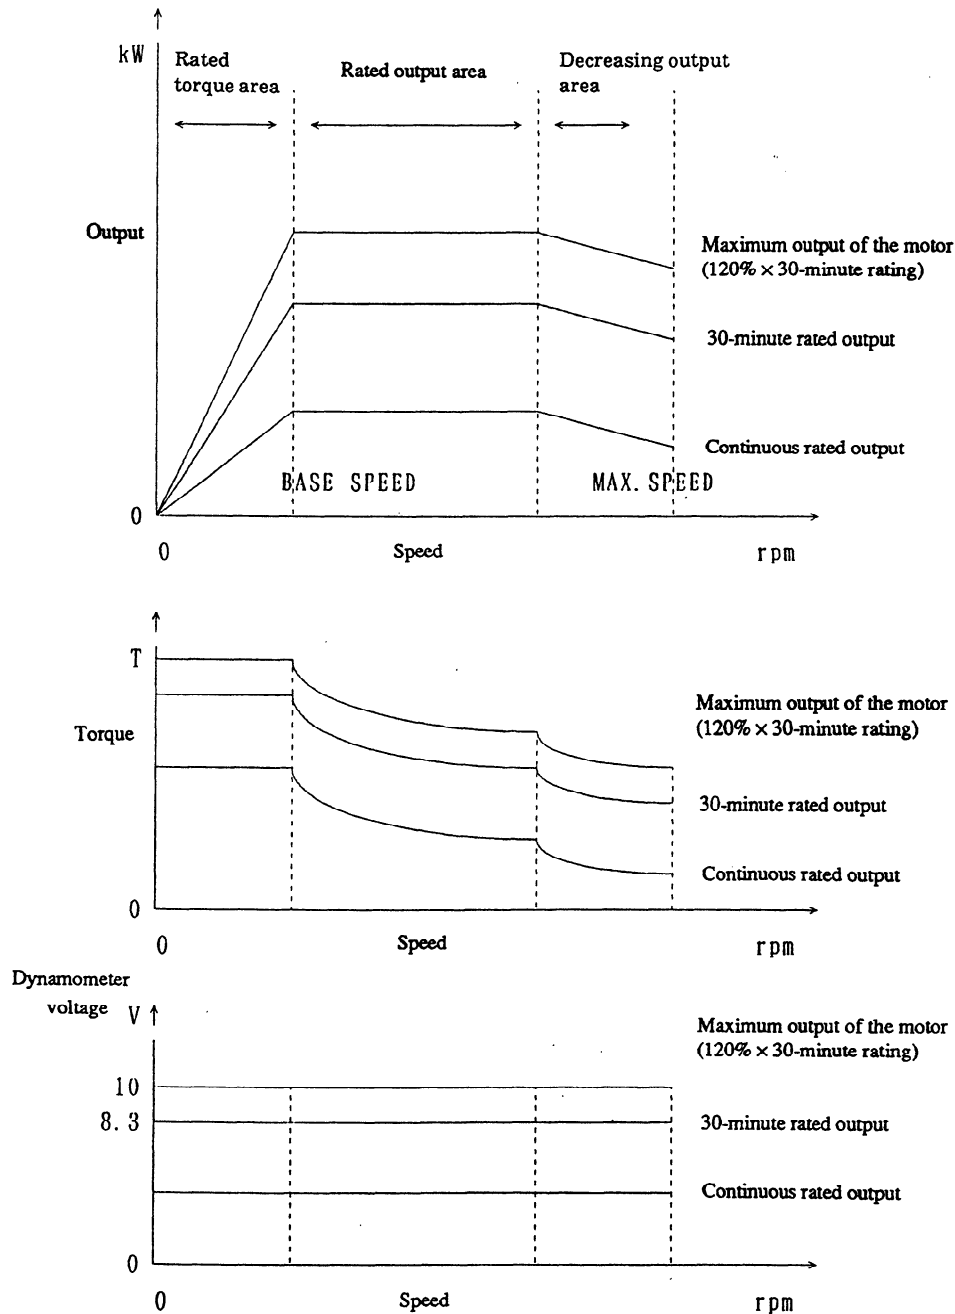 kW
Rated
torque area
Rated output area
Decreasing output
area
Output
Maximum output of the motor
(120% × 30-minute rating)
30-minute rated output
Continuous rated output
BASE SPEED
MAX. SPEED
0
0
Speed
rpm
T
Torque
Maximum output of the motor
(120% × 30-minute rating)
30-minute rated output
Continuous rated output
0
0
Speed
rpm
Dynamometer
voltage
V
Maximum output of the motor
(120% × 30-minute rating)
10
8.3
30-minute rated output
Continuous rated output
0
0
Speed
rpm